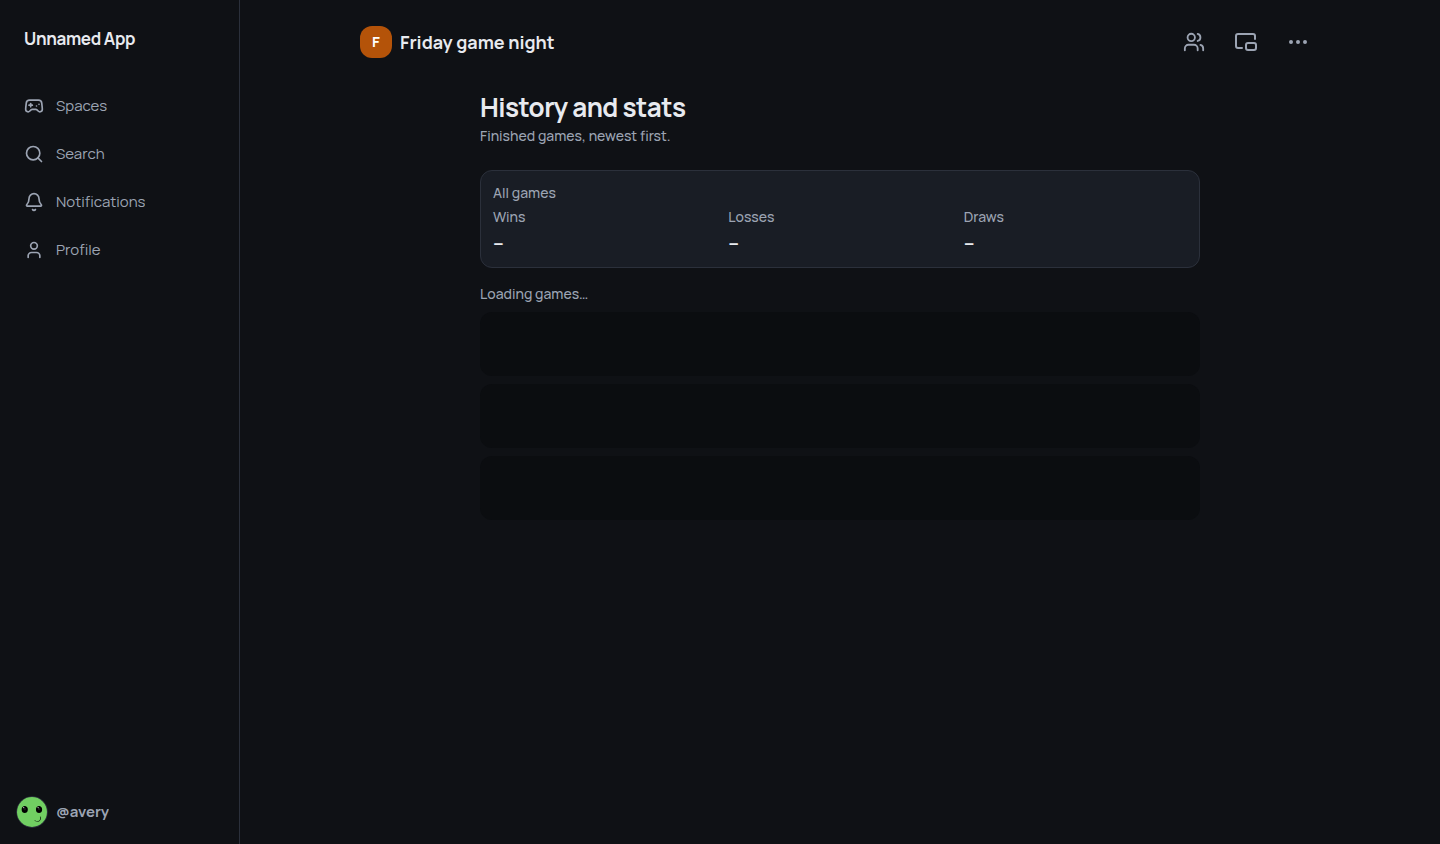 Unnamed App
Spaces
Search
Notifications
Profile
@avery
F Friday game night
History and stats
Finished games, newest first.
All games
Wins Losses Draws
– – –
Loading games…